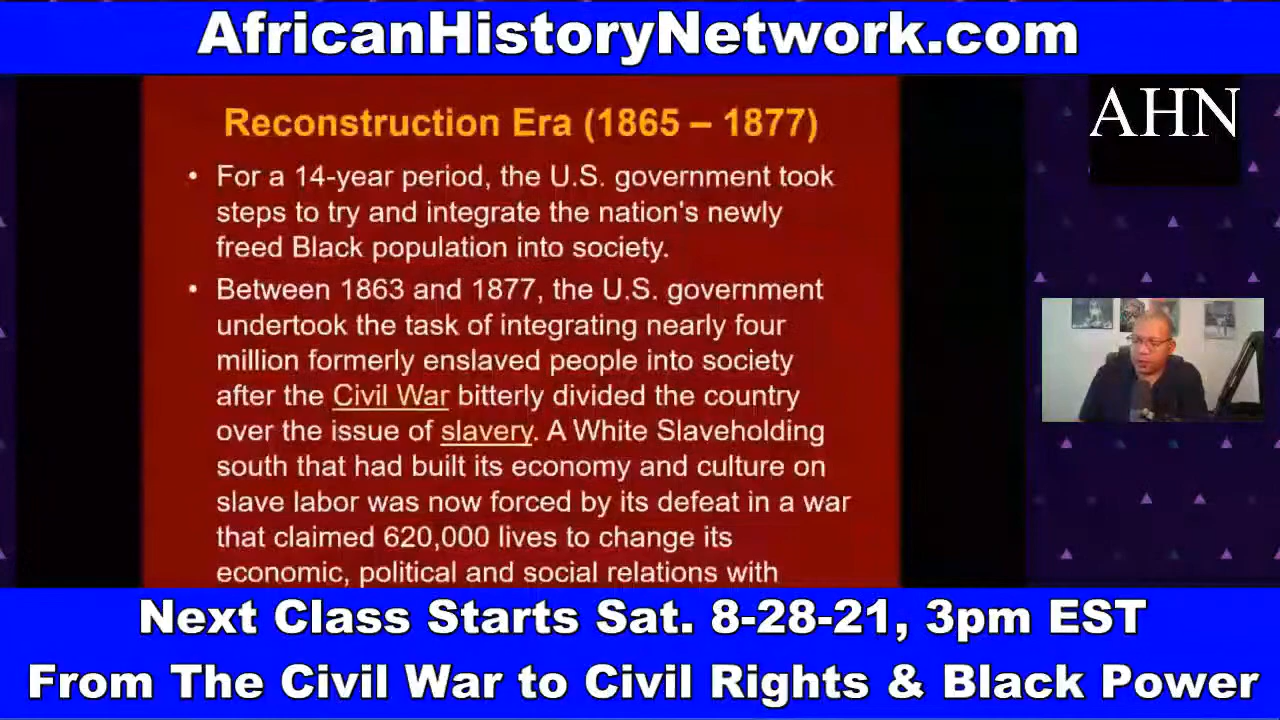 AfricanHistoryNetwork.com
AHN
Reconstruction Era (1865 – 1877)
• For a 14-year period, the U.S. government took
steps to try and integrate the nation's newly
freed Black population into society.
• Between 1863 and 1877, the U.S. government
undertook the task of integrating nearly four
million formerly enslaved people into society
after the Civil War bitterly divided the country
over the issue of slavery. A White Slaveholding
south that had built its economy and culture on
slave labor was now forced by its defeat in a war
that claimed 620,000 lives to change its
economic, political and social relations with
Next Class Starts Sat. 8-28-21, 3pm EST
From The Civil War to Civil Rights & Black Power